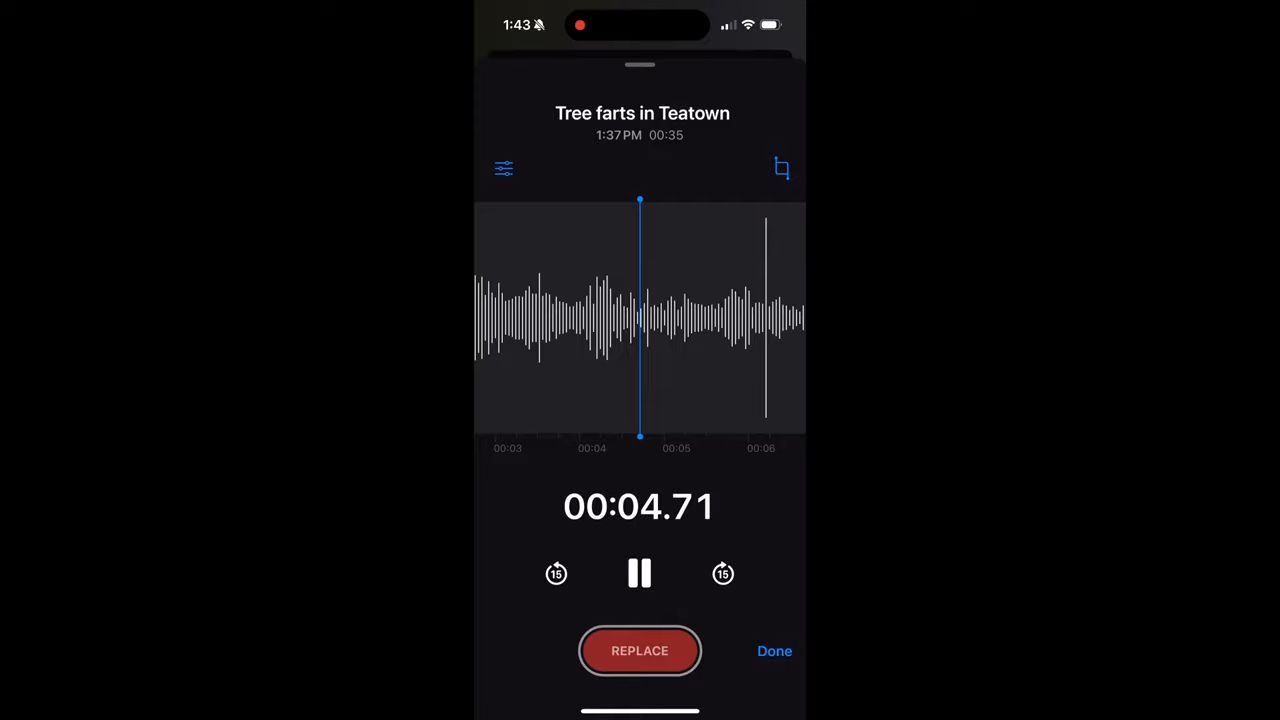 1:43
Tree farts in Teatown
1:37 PM 00:35
00:03 00:04 00:05 00:06
00:04.71
15 15
REPLACE Done